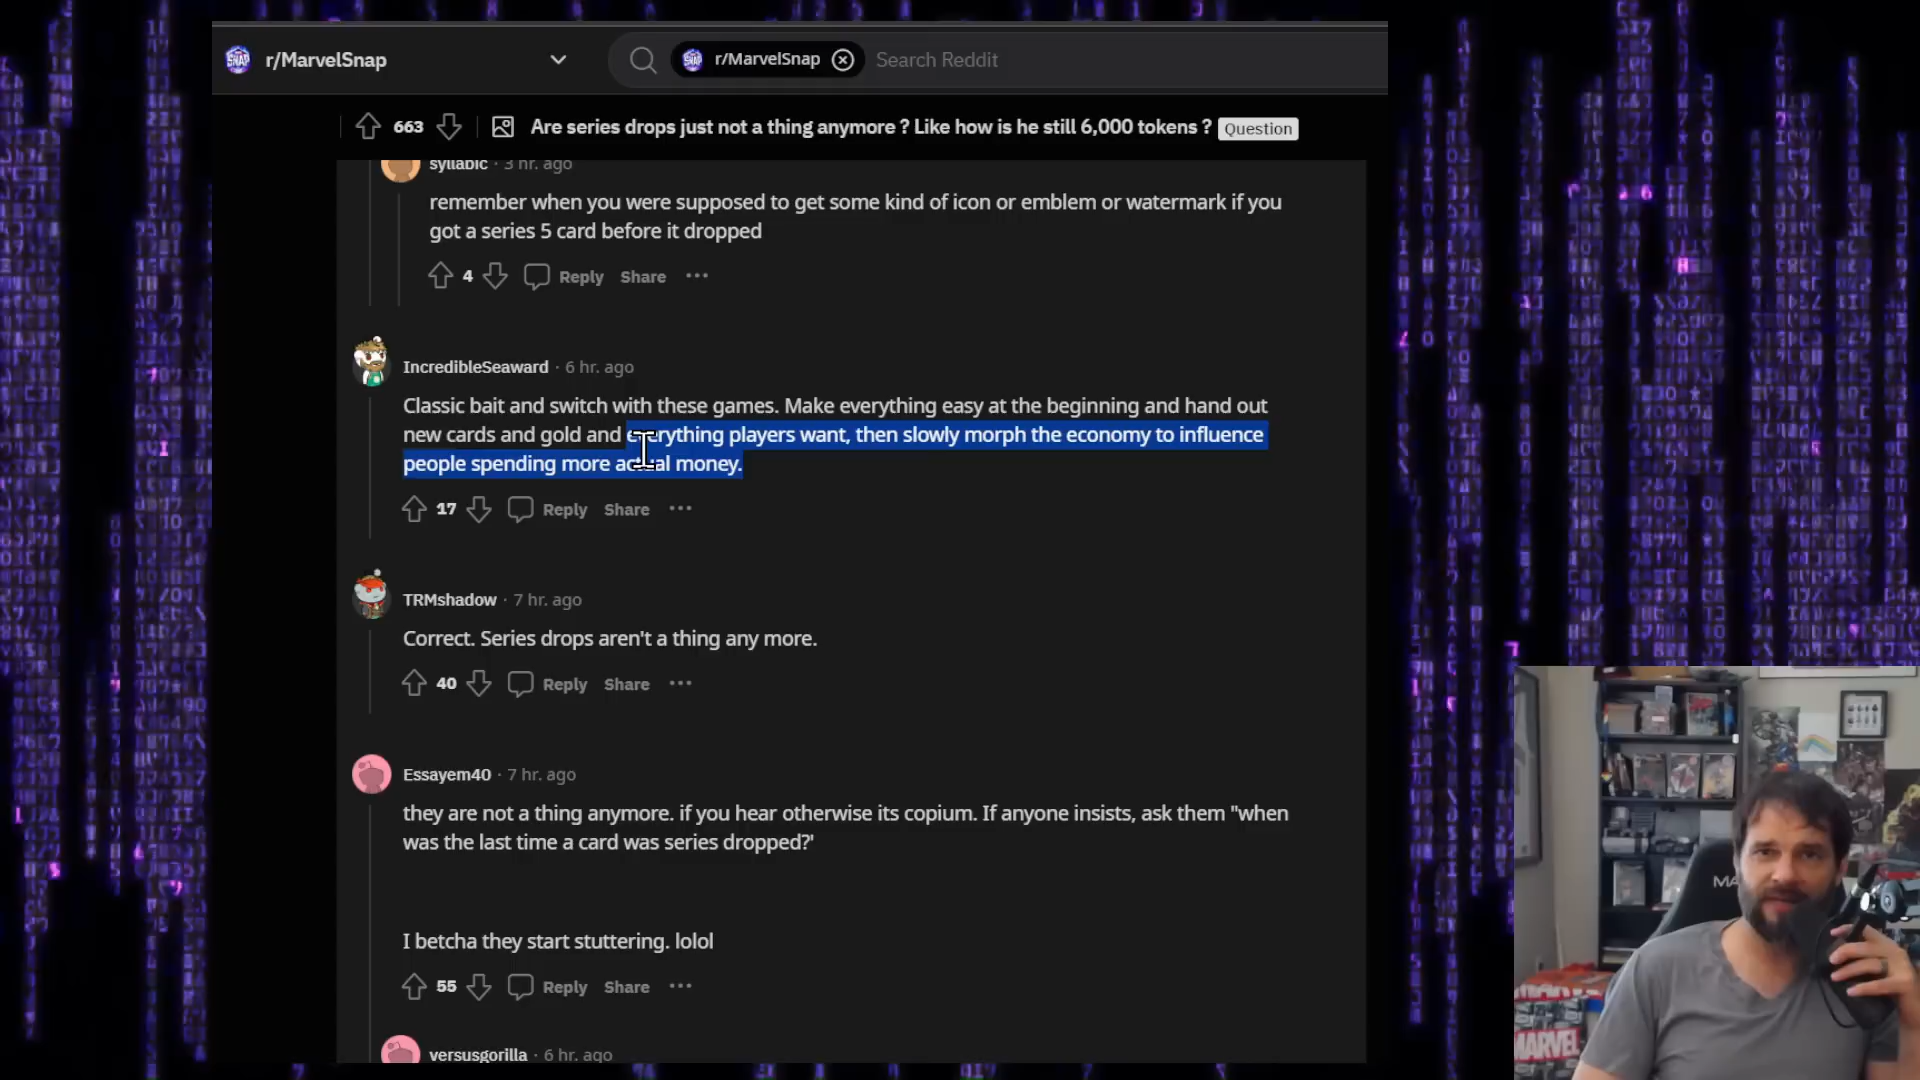 r/MarvelSnap
r/MarvelSnap
Search Reddit
663
Are series drops just not a thing anymore ? Like how is he still 6,000 tokens ?
Question
syllabic · 3 hr. ago
remember when you were supposed to get some kind of icon or emblem or watermark if you
got a series 5 card before it dropped
4
Reply
Share
IncredibleSeaward · 6 hr. ago
Classic bait and switch with these games. Make everything easy at the beginning and hand out
new cards and gold and everything players want, then slowly morph the economy to influence
people spending more actual money.
17
Reply
Share
TRMshadow · 7 hr. ago
Correct. Series drops aren't a thing any more.
40
Reply
Share
Essayem40 · 7 hr. ago
they are not a thing anymore. if you hear otherwise its copium. If anyone insists, ask them "when
was the last time a card was series dropped?'
I betcha they start stuttering. lolol
55
Reply
Share
versusgorilla · 6 hr. ago
MARVEL